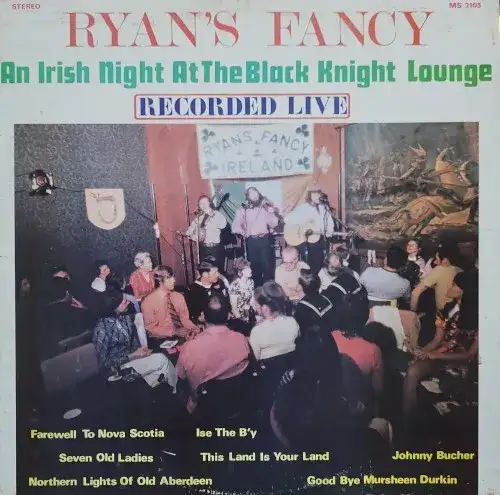 STEREO
MS 2105
RYAN'S FANCY
An Irish Night At The Black Knight Lounge
RECORDED LIVE
RYANS FANCY
IRELAND
Farewell To Nova Scotia
Ise The B'y
Seven Old Ladies
This Land Is Your Land
Johnny Bucher
Northern Lights Of Old Aberdeen
Good Bye Mursheen Durkin